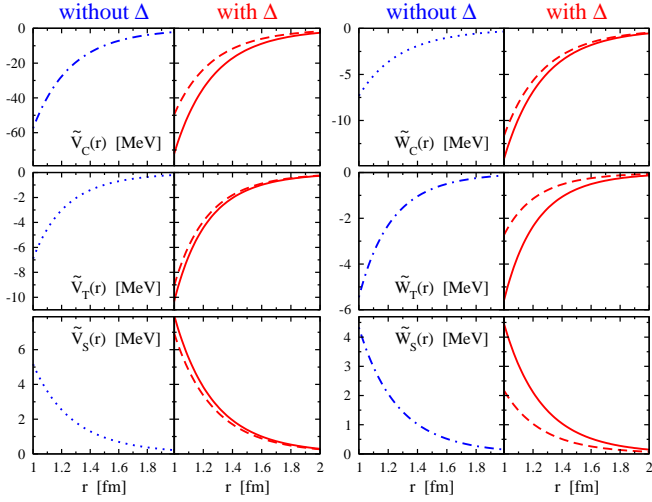 without Δ with Δ without Δ with Δ
0
-20
-40
-60
Ṽ_C(r) [MeV]
0
-5
-10
W̃_C(r) [MeV]
0
-2
-4
-6
-8
-10
Ṽ_T(r) [MeV]
0
-2
-4
-6
W̃_T(r) [MeV]
6
4
2
0
Ṽ_S(r) [MeV]
4
3
2
1
0
W̃_S(r) [MeV]
1 1.2 1.4 1.6 1.8 1 1.2 1.4 1.6 1.8 2 1 1.2 1.4 1.6 1.8 1 1.2 1.4 1.6 1.8 2
r [fm] r [fm] r [fm] r [fm]